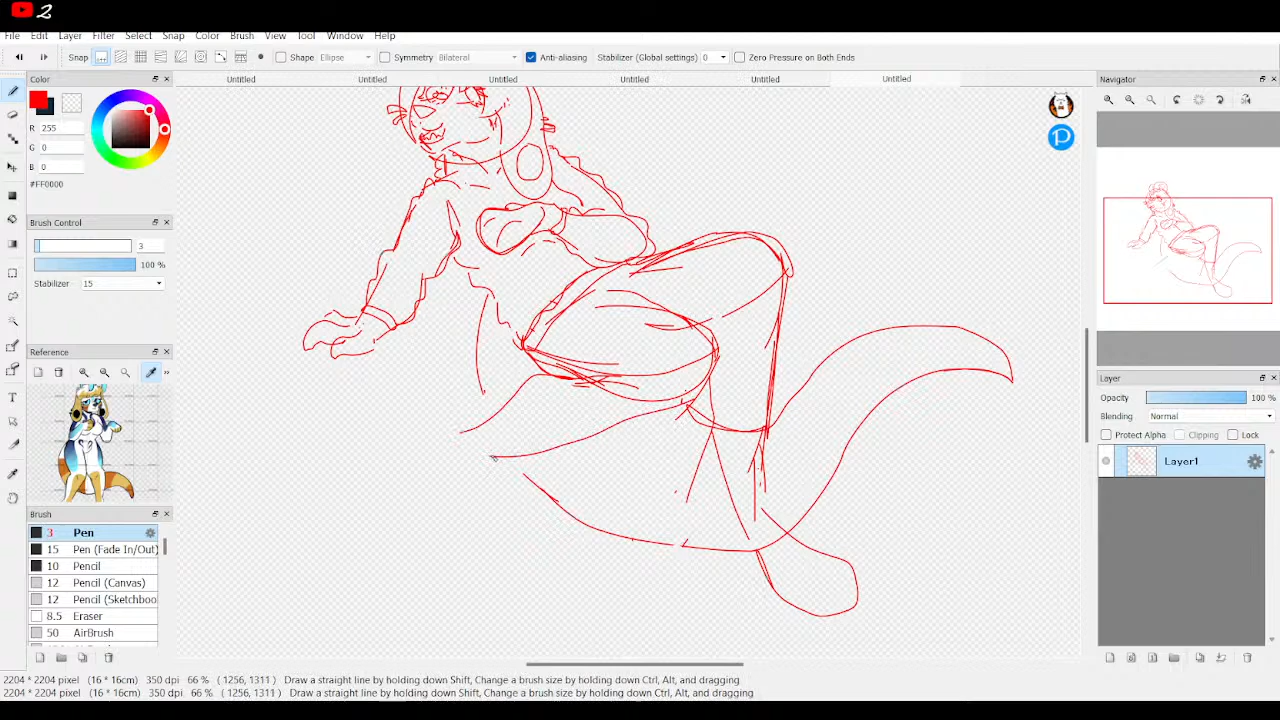 2
File Edit Layer Filter Select Snap Color Brush View Tool Window Help
Snap Shape Ellipse Symmetry Bilateral Anti-aliasing Stabilizer (Global settings) 0 Zero Pressure on Both Ends
Color Untitled Untitled Untitled Untitled Untitled Untitled Navigator
R 255
G 0
B 0
#FF0000
Brush Control
3
100 %
Stabilizer 15
Reference
Layer
Opacity 100 %
Blending Normal
Protect Alpha Clipping Lock
Layer1
Brush
3 Pen
15 Pen (Fade In/Out)
10 Pencil
12 Pencil (Canvas)
12 Pencil (Sketchboo
8.5 Eraser
50 AirBrush
2204 * 2204 pixel (16 * 16cm) 350 dpi 66 % ( 1256, 1311 ) Draw a straight line by holding down Shift, Change a brush size by holding down Ctrl, Alt, and dragging
2204 * 2204 pixel (16 * 16cm) 350 dpi 66 % ( 1256, 1311 ) Draw a straight line by holding down Shift, Change a brush size by holding down Ctrl, Alt, and dragging